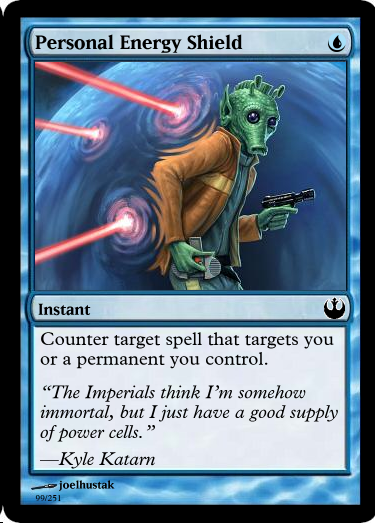 Personal Energy Shield
Instant
Counter target spell that targets you
or a permanent you control.
“The Imperials think I’m somehow
immortal, but I just have a good supply
of power cells.”
—Kyle Katarn
joelhustak
99/251